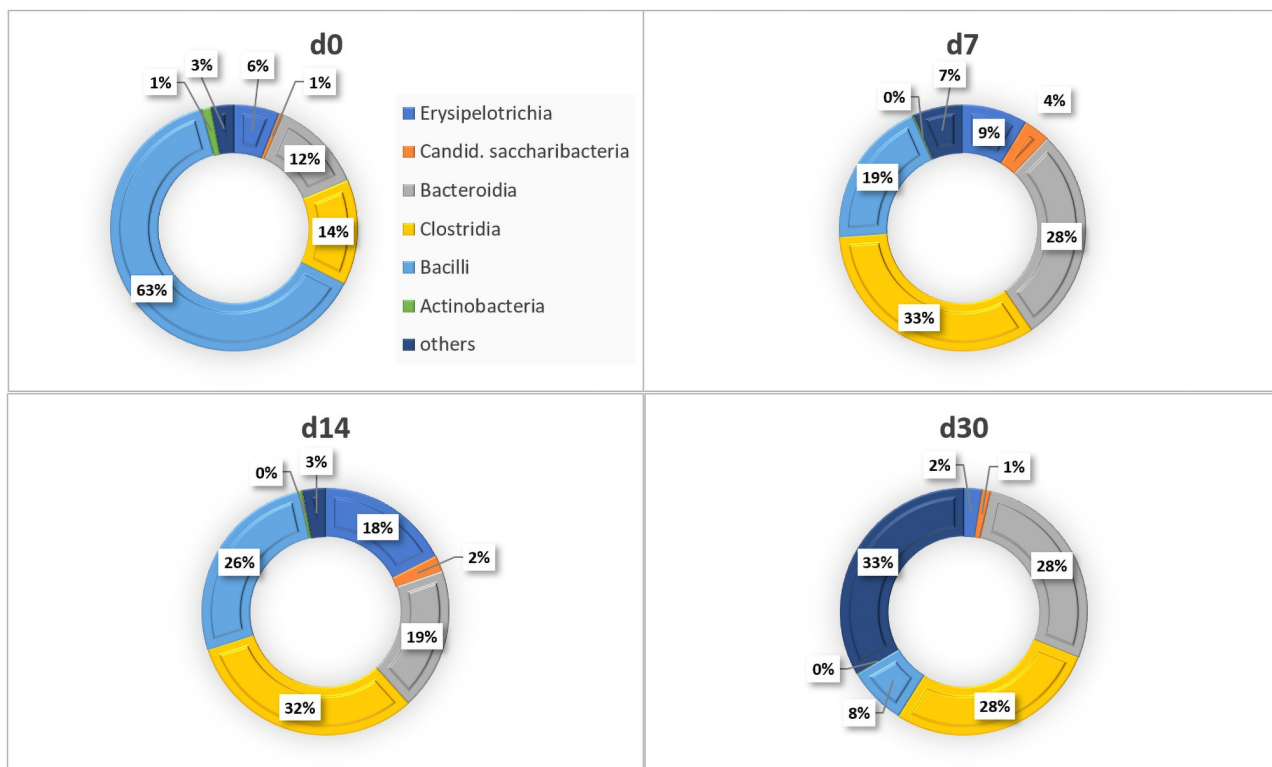 d0
3%
6%
1%
1%
12%
14%
63%
Erysipelotrichia
Candid. saccharibacteria
Bacteroidia
Clostridia
Bacilli
Actinobacteria
others
d7
7%
0%
4%
9%
19%
28%
33%
d14
3%
0%
18%
2%
26%
19%
32%
d30
2%
1%
33%
28%
0%
8%
28%